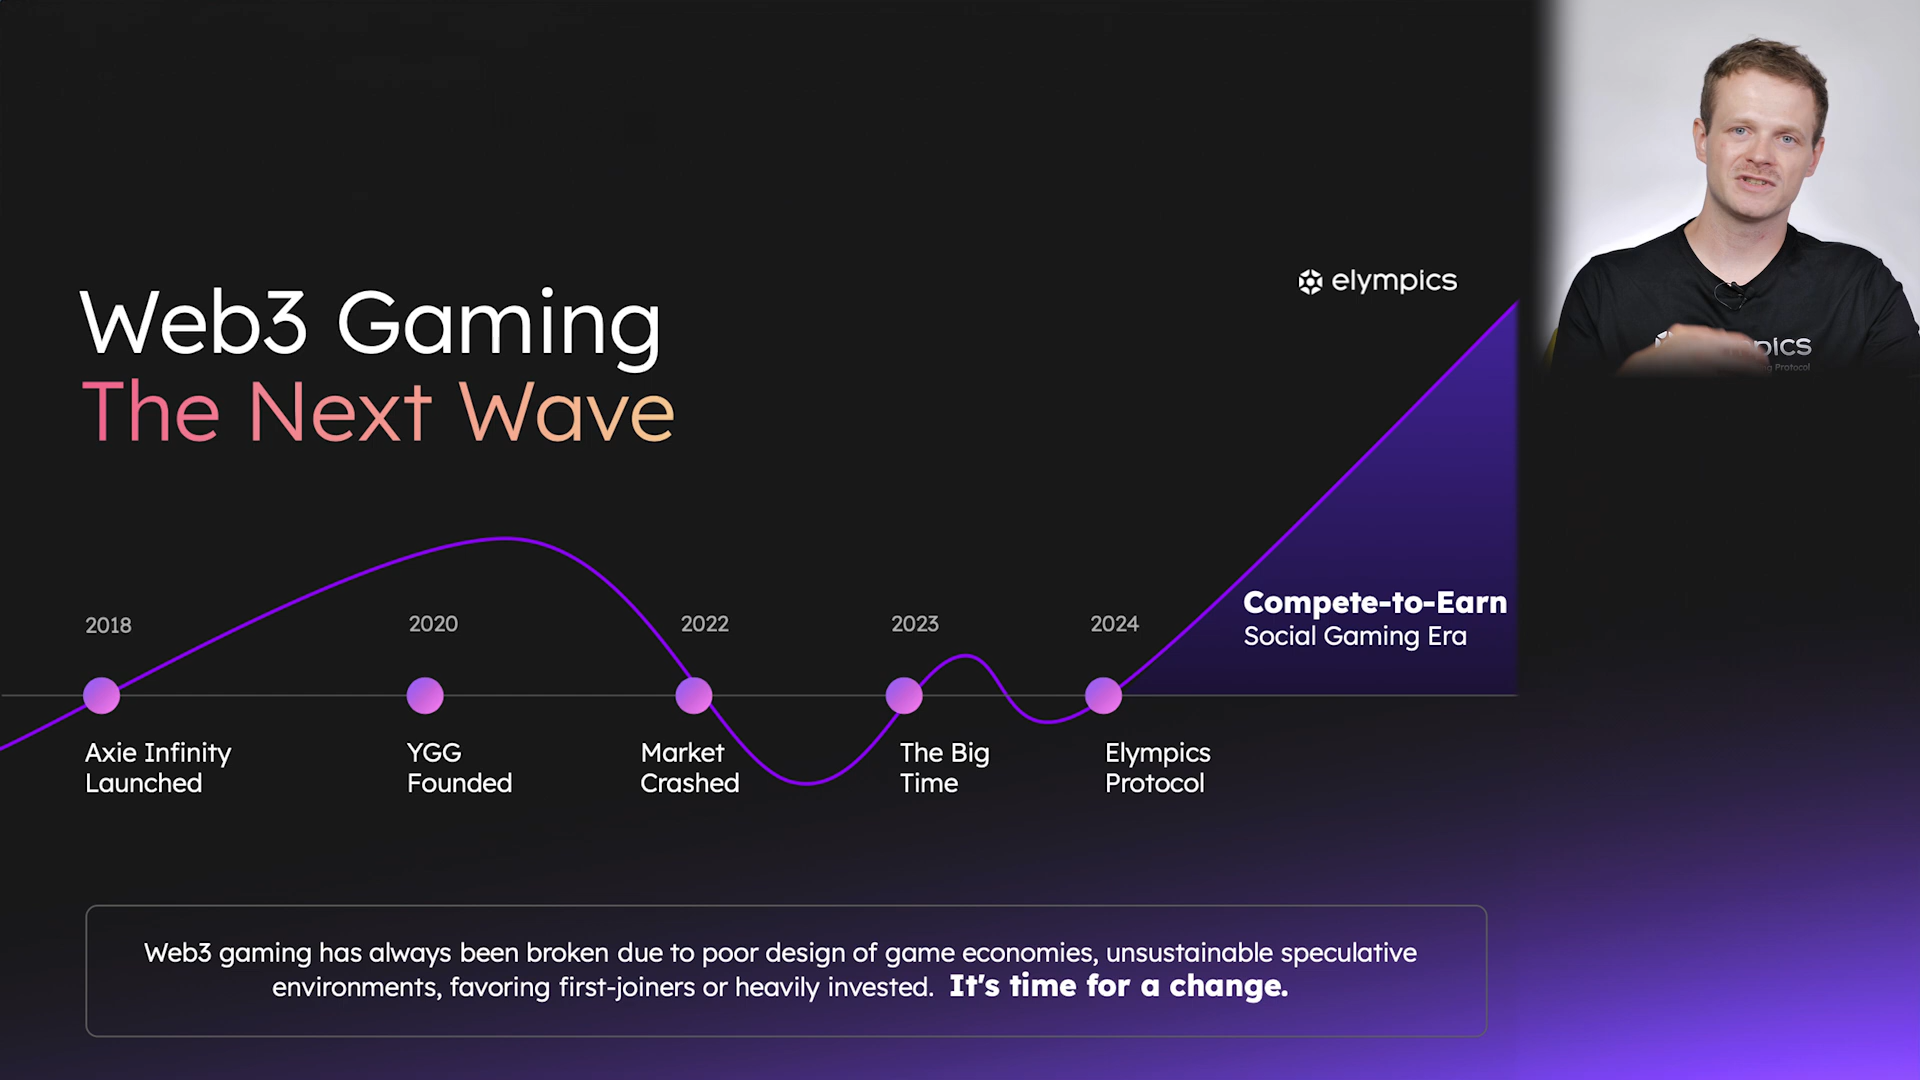 elympics
Web3 Gaming
The Next Wave
2018
2020
2022
2023
2024
Compete-to-Earn
Social Gaming Era
Axie Infinity
Launched
YGG
Founded
Market
Crashed
The Big
Time
Elympics
Protocol
Web3 gaming has always been broken due to poor design of game economies, unsustainable speculative
environments, favoring first-joiners or heavily invested. It's time for a change.
Protocol